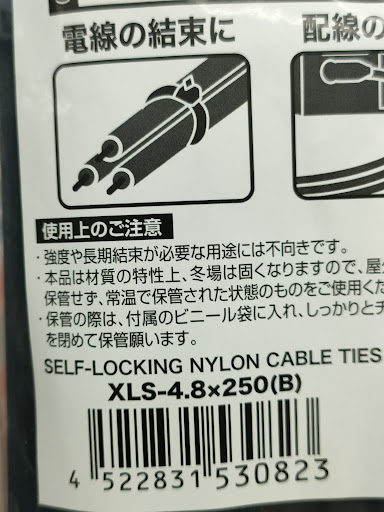 電線の結束に
配線の
使用上のご注意
・強度や長期結束が必要な用途には不向きです。
・本品は材質の特性上、冬場は固くなりますので、屋
保管せず、常温で保管された状態のものをご使用くだ
・保管の際は、付属のビニール袋に入れ、しっかりとチ
を閉めて保管願います。
SELF-LOCKING NYLON CABLE TIES
XLS-4.8×250(B)
4 522831 530823